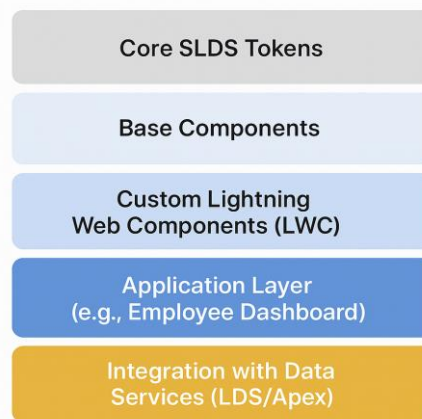 Core SLDS Tokens
Base Components
Custom Lightning
Web Components (LWC)
Application Layer
(e.g., Employee Dashboard)
Integration with Data
Services (LDS/Apex)